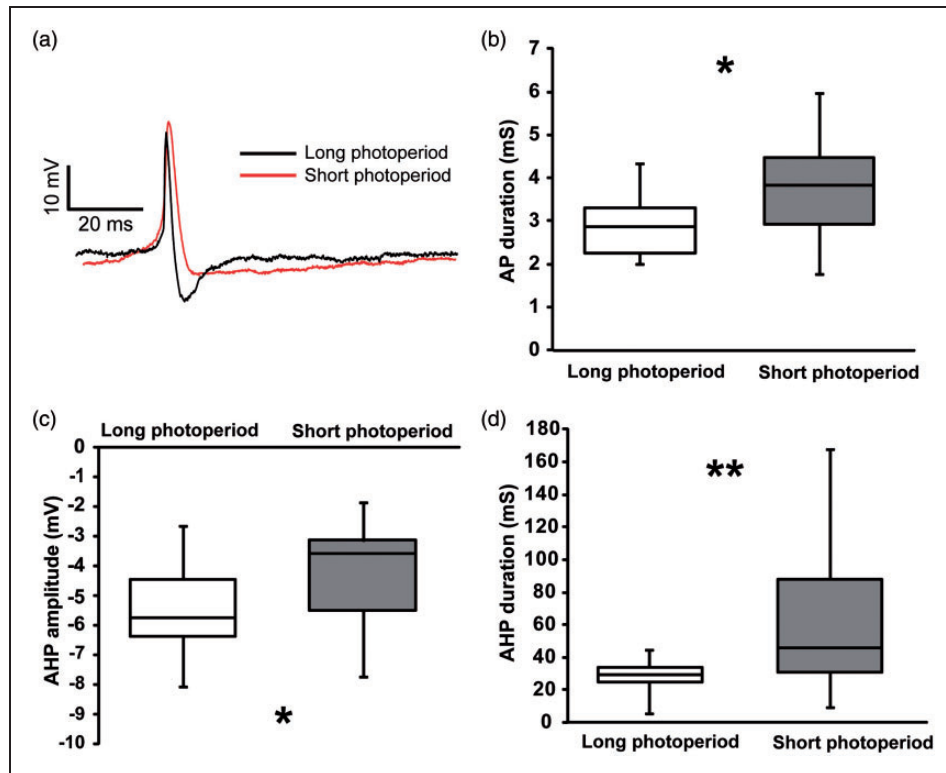 (a)
Long photoperiod
Short photoperiod
10 mV
20 ms
(b)
AP duration (mS)
7
6
5
4
3
2
1
0
*
Long photoperiod Short photoperiod
(c)
Long photoperiod Short photoperiod
AHP amplitude (mV)
0
-1
-2
-3
-4
-5
-6
-7
-8
-9
-10
*
(d)
AHP duration (mS)
180
160
140
120
100
80
60
40
20
0
**
Long photoperiod Short photoperiod